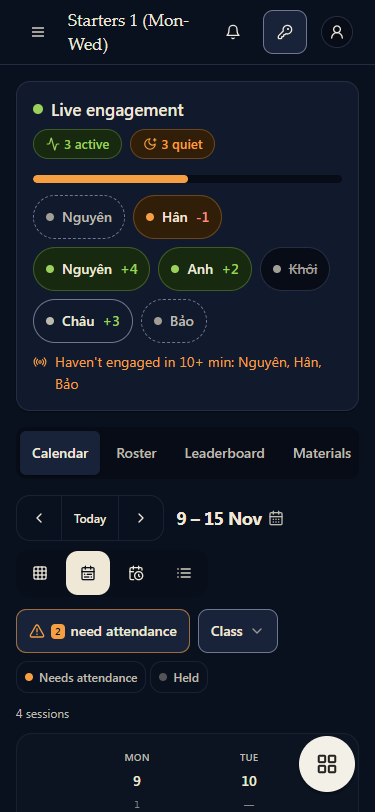 Starters 1 (Mon-
Wed)
Live engagement
3 active
3 quiet
Nguyên
Hân -1
Nguyên +4
Anh +2
Khôi
Châu +3
Bảo
Haven't engaged in 10+ min: Nguyên, Hân,
Bảo
Calendar
Roster
Leaderboard
Materials
Today
9 – 15 Nov
2 need attendance
Class
Needs attendance
Held
4 sessions
MON
TUE
9
10
1
—